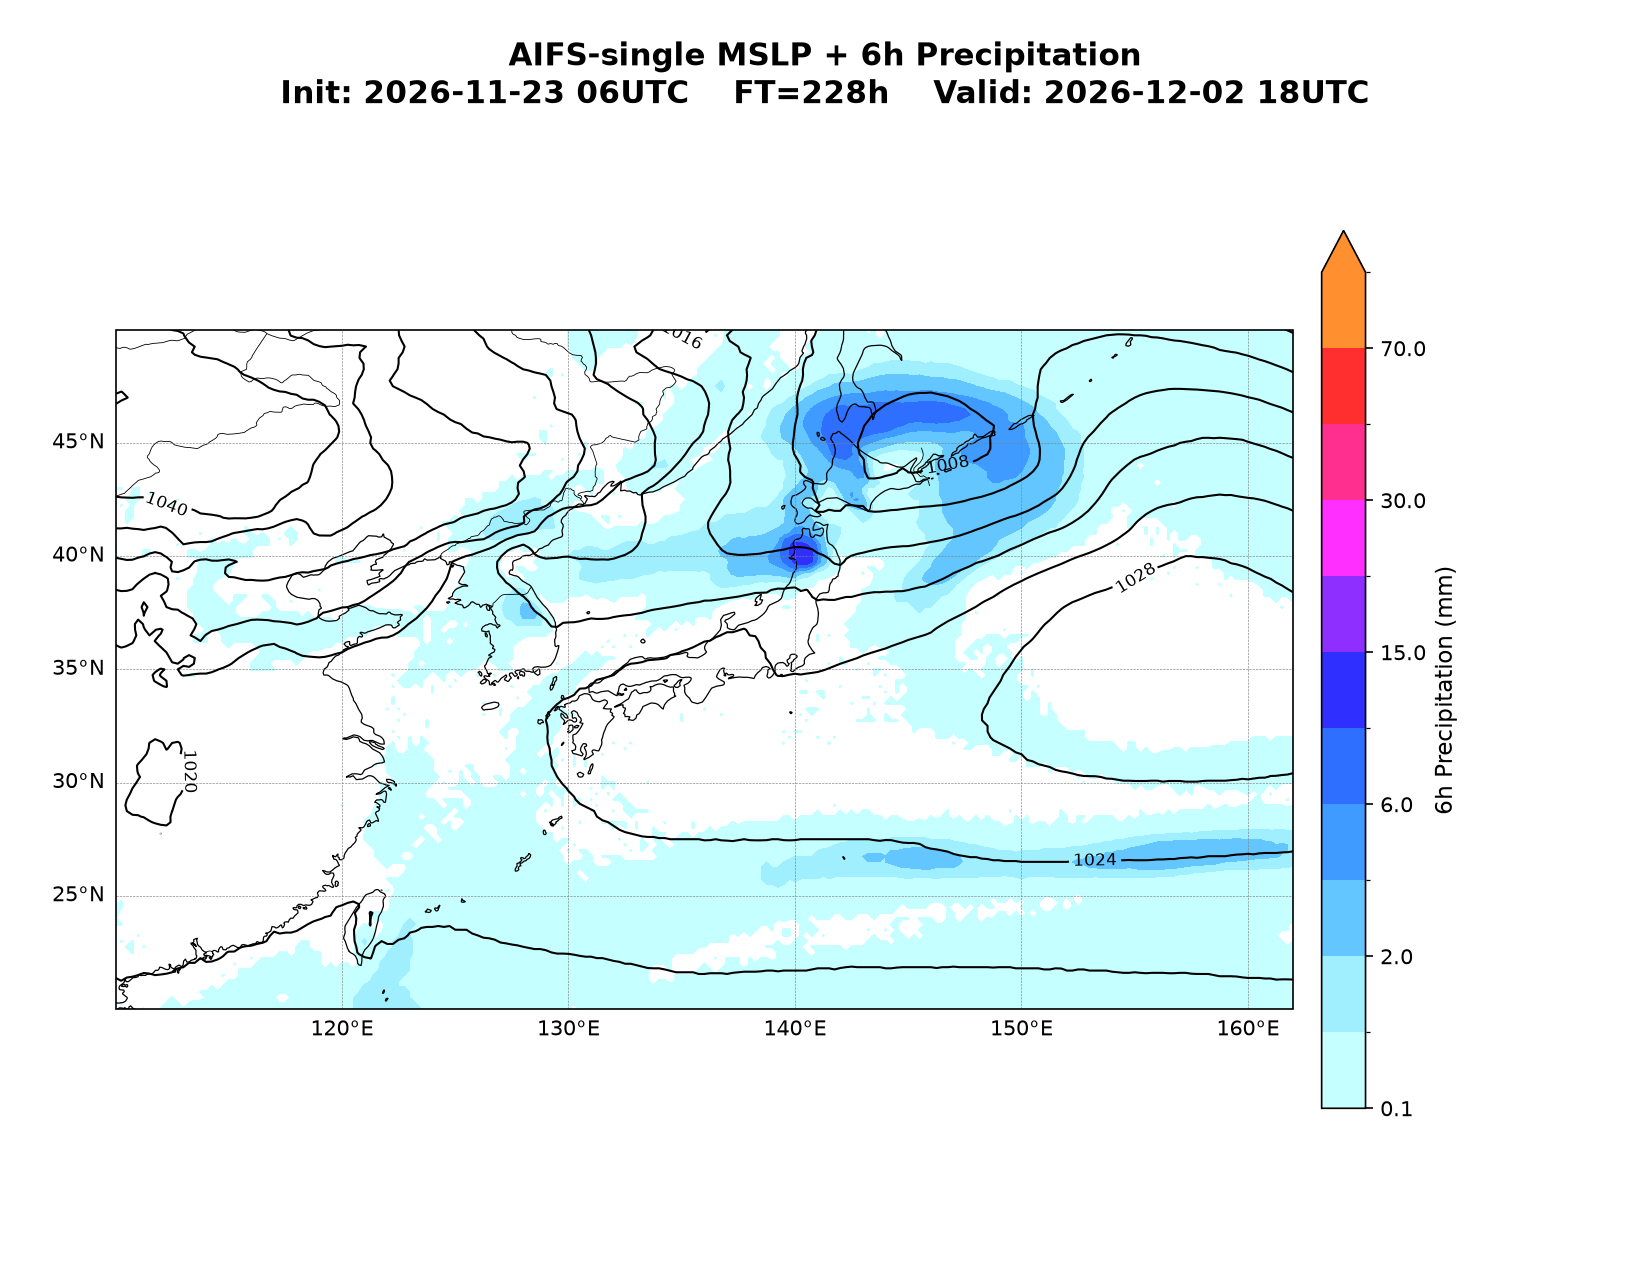 AIFS-single MSLP + 6h Precipitation
Init: 2026-11-23 06UTC    FT=228h    Valid: 2026-12-02 18UTC
1016
1008
1040
1028
1020
1024
45°N
40°N
35°N
30°N
25°N
120°E
130°E
140°E
150°E
160°E
70.0
30.0
15.0
6.0
2.0
0.1
6h Precipitation (mm)